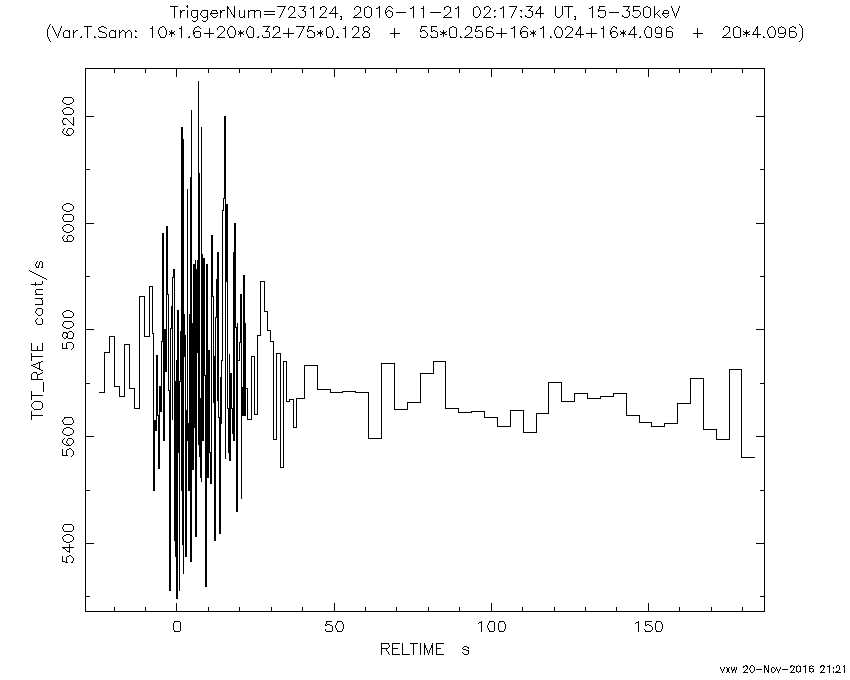 TriggerNum=723124, 2016-11-21 02:17:34 UT, 15-350keV
(Var.T.Sam: 10*1.6+20*0.32+75*0.128 + 55*0.256+16*1.024+16*4.096 + 20*4.096)
TOT_RATE count/s
6200
6000
5800
5600
5400
0 50 100 150
RELTIME s
vxw 20-Nov-2016 21:21